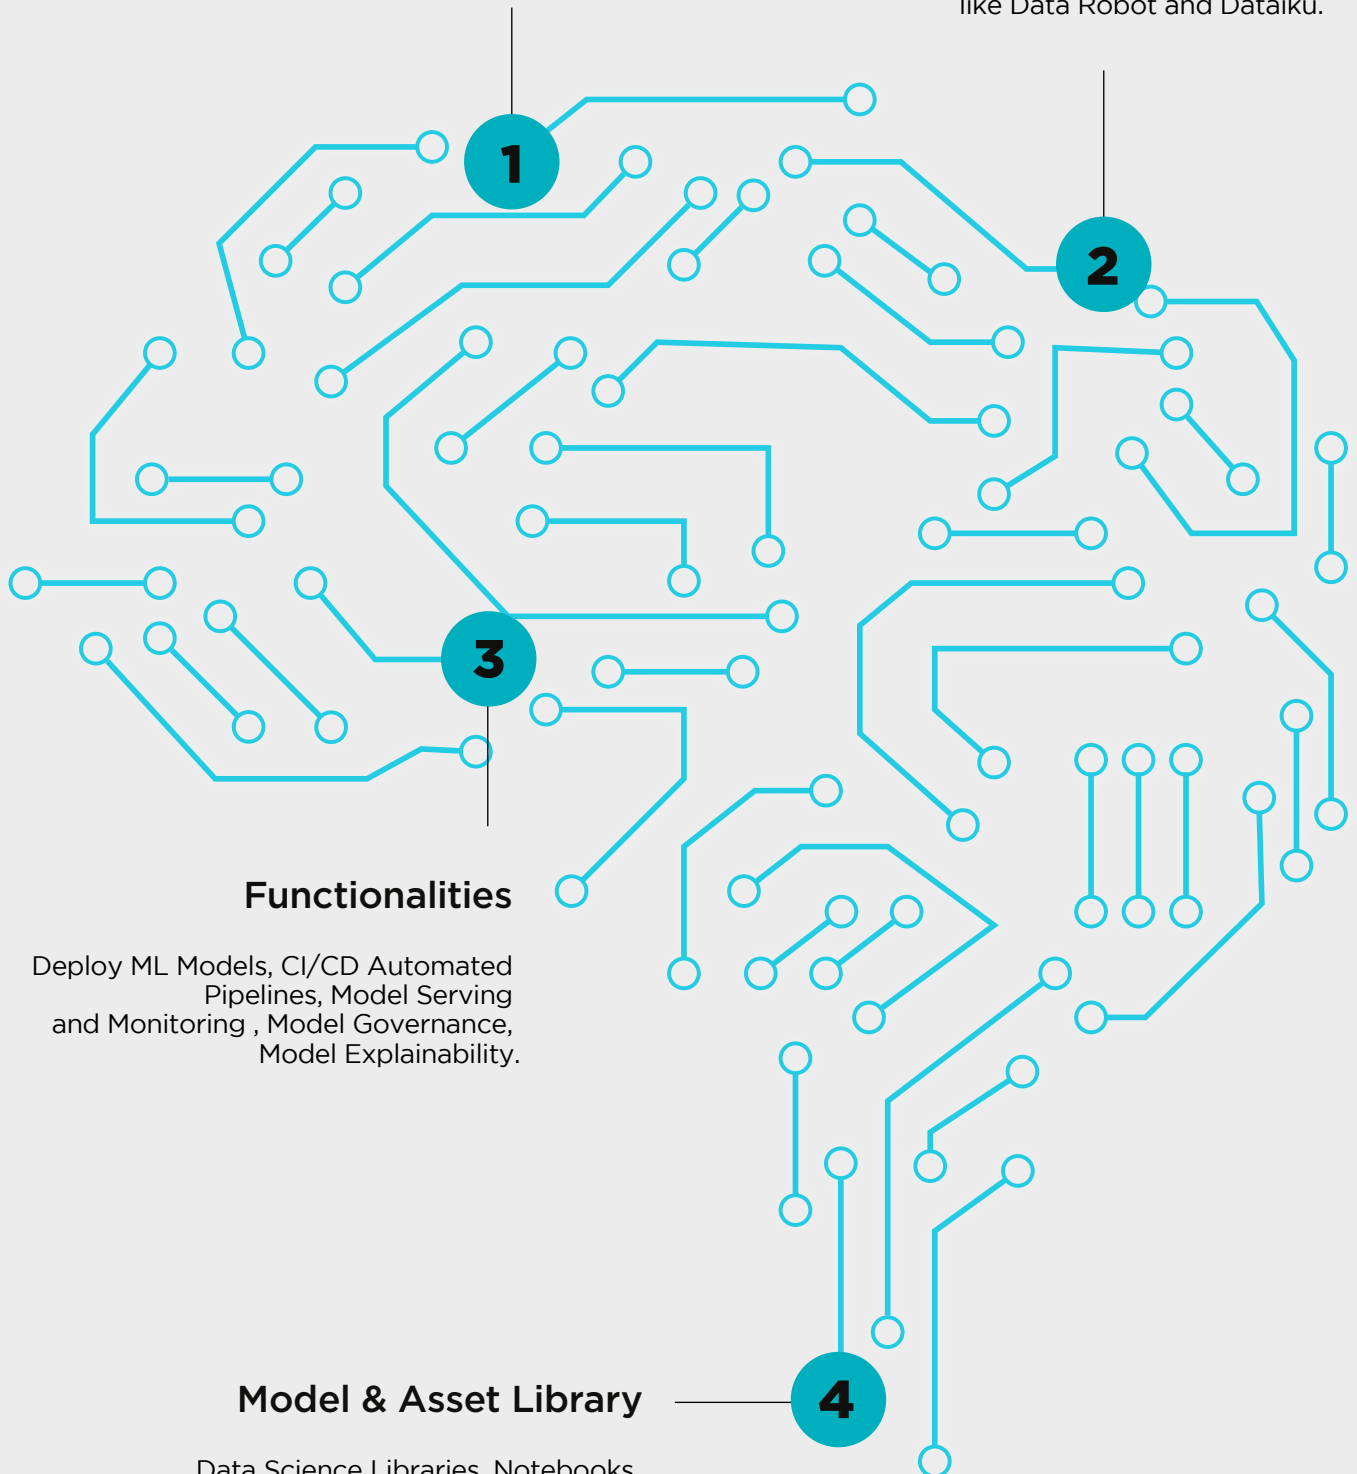 like Data Robot and Dataiku.
1
2
3
Functionalities
Deploy ML Models, CI/CD Automated
Pipelines, Model Serving
and Monitoring , Model Governance,
Model Explainability.
Model & Asset Library
4
Data Science Libraries, Notebooks